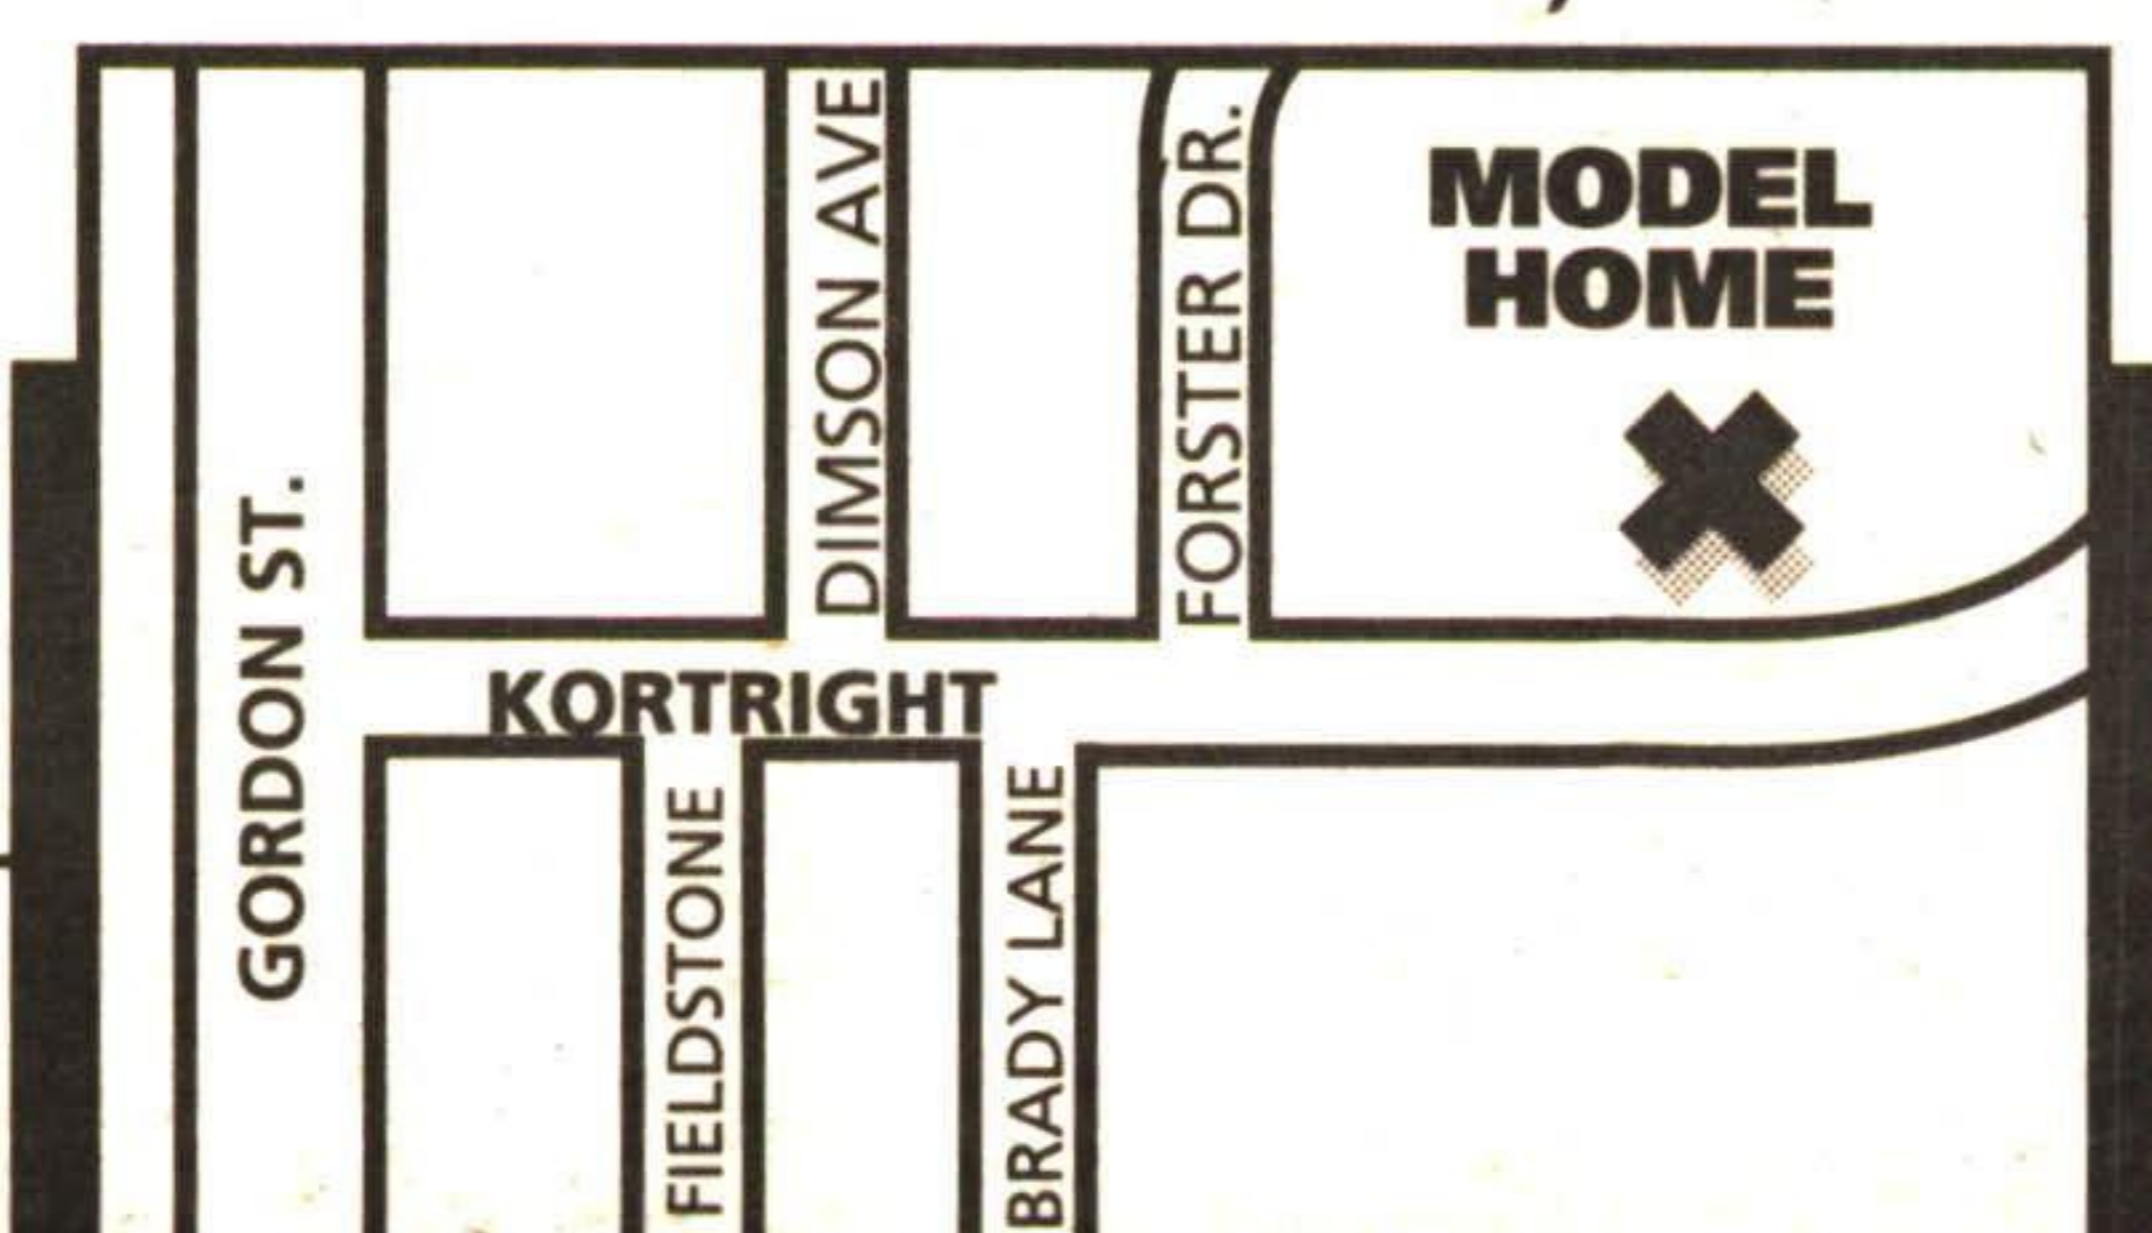 DIMSON AVE
FORSTER DR.
MODEL
HOME
GORDON ST.
KORTRIGHT
FIELDSTONE
BRADY LANE